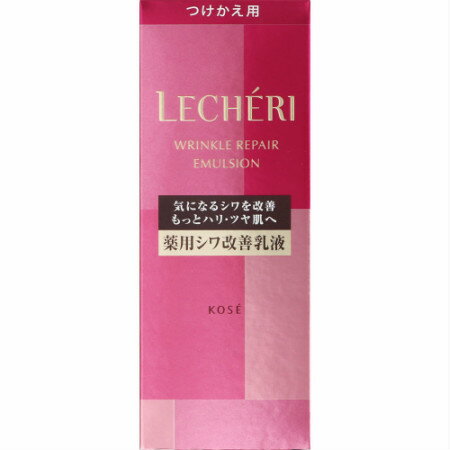 つけかえ用
LECHÉRI
WRINKLE REPAIR
EMULSION
気になるシワを改善
もっとハリ・ツヤ肌へ
薬用シワ改善乳液
KOSÉ